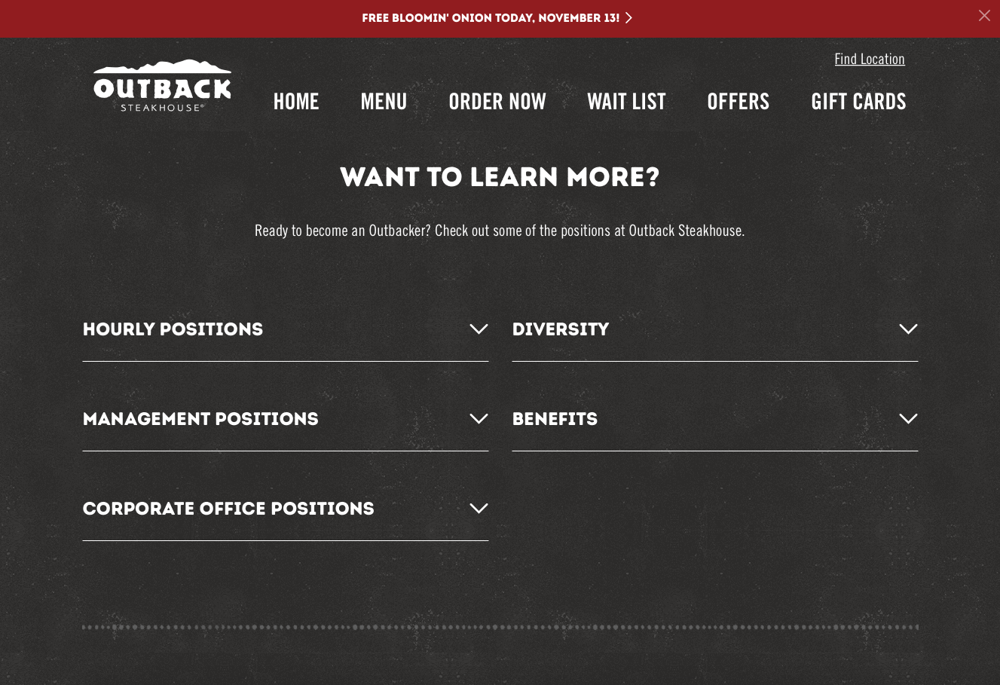 FREE BLOOMIN' ONION TODAY, NOVEMBER 13!
Find Location
OUTBACK
STEAKHOUSE®
HOME MENU ORDER NOW WAIT LIST OFFERS GIFT CARDS
WANT TO LEARN MORE?
Ready to become an Outbacker? Check out some of the positions at Outback Steakhouse.
HOURLY POSITIONS
DIVERSITY
MANAGEMENT POSITIONS
BENEFITS
CORPORATE OFFICE POSITIONS